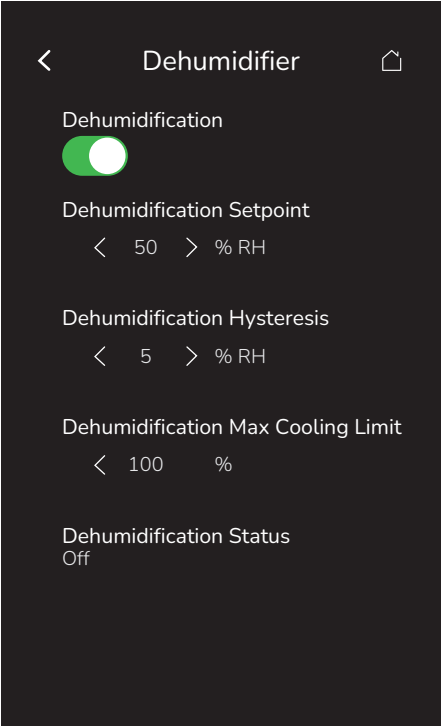 Dehumidifier
Dehumidification
Dehumidification Setpoint
50 % RH
Dehumidification Hysteresis
5 % RH
Dehumidification Max Cooling Limit
100 %
Dehumidification Status
Off